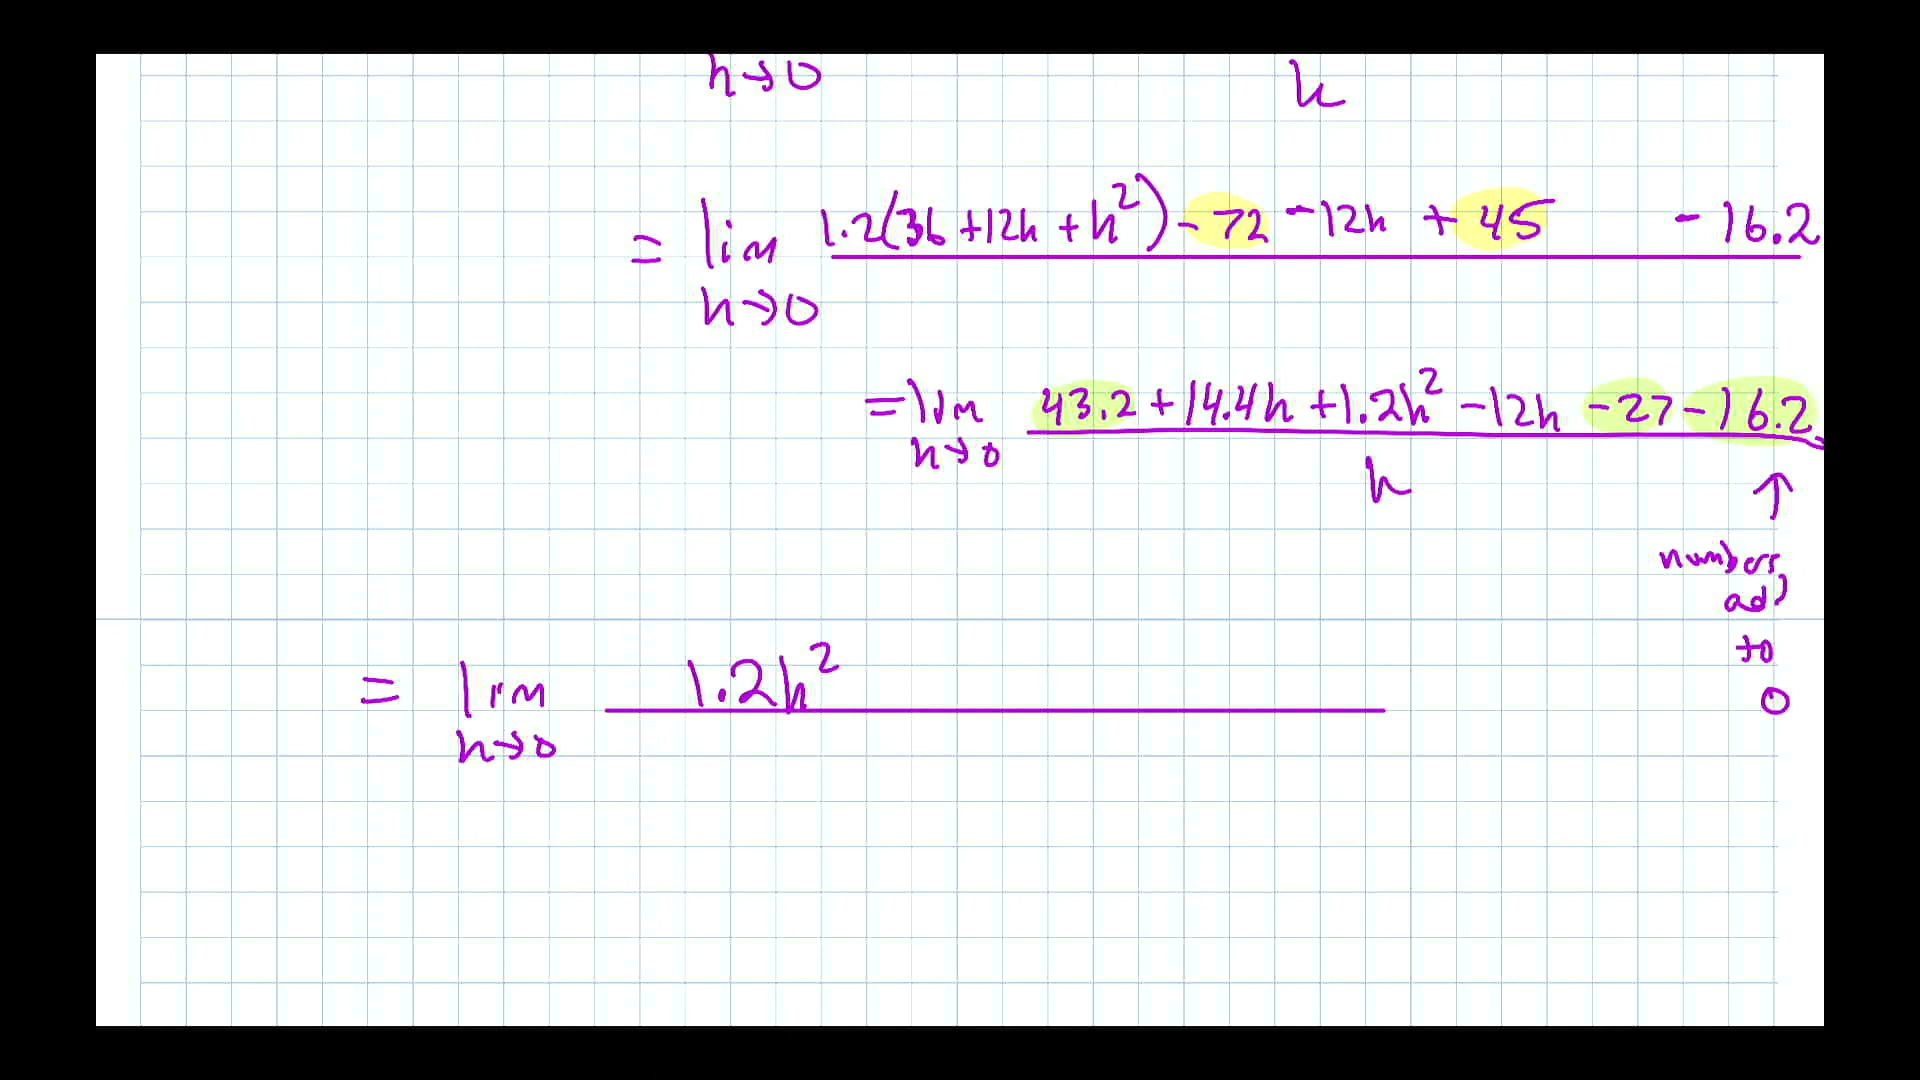 h→0 h
= lim 1.2(36 + 12h + h²) - 72 - 12h + 45 - 16.2
h→0
= lim 43.2 + 14.4h + 1.2h² - 12h - 27 - 16.2
h→0 h
↑
numbers
add
to
0
= lim 1.2h²
h→0